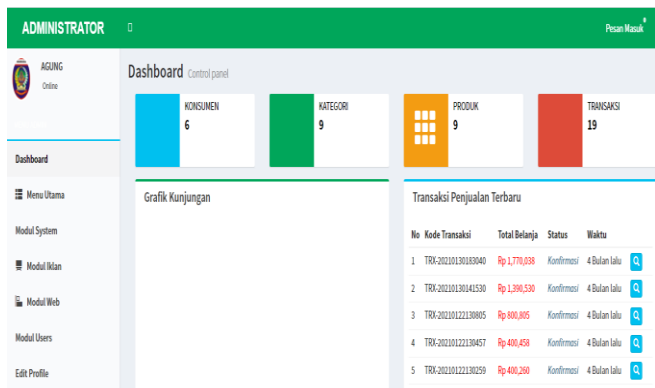 ADMINISTRATOR
Pesan Masuk
AGUNG
Online
Dashboard
Menu Utama
Modul System
Modul Iklan
Modul Web
Modul Users
Edit Profile
Dashboard Control panel
KONSUMEN
6
KATEGORI
9
PRODUK
9
TRANSAKSI
19
Grafik Kunjungan
Transaksi Penjualan Terbaru
No Kode Transaksi Total Belanja Status Waktu
1 TRX-20210130183040 Rp 1,770,038 Konfirmasi 4 Bulan lalu
2 TRX-20210130141530 Rp 1,390,530 Konfirmasi 4 Bulan lalu
3 TRX-20210122130805 Rp 800,805 Konfirmasi 4 Bulan lalu
4 TRX-20210122130457 Rp 400,458 Konfirmasi 4 Bulan lalu
5 TRX-20210122130259 Rp 400,260 Konfirmasi 4 Bulan lalu